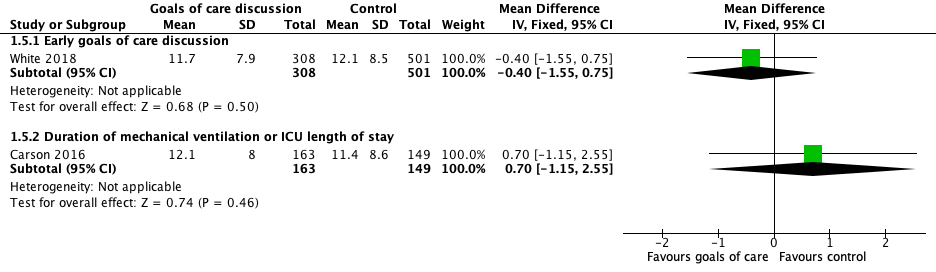 Goals of care discussion Control Mean Difference Mean Difference
Study or Subgroup Mean SD Total Mean SD Total Weight IV, Fixed, 95% CI IV, Fixed, 95% CI
1.5.1 Early goals of care discussion
White 2018 11.7 7.9 308 12.1 8.5 501 100.0% −0.40 [−1.55, 0.75]
Subtotal (95% CI) 308 501 100.0% −0.40 [−1.55, 0.75]
Heterogeneity: Not applicable
Test for overall effect: Z = 0.68 (P = 0.50)
1.5.2 Duration of mechanical ventilation or ICU length of stay
Carson 2016 12.1 8 163 11.4 8.6 149 100.0% 0.70 [−1.15, 2.55]
Subtotal (95% CI) 163 149 100.0% 0.70 [−1.15, 2.55]
Heterogeneity: Not applicable
Test for overall effect: Z = 0.74 (P = 0.46)
−2 −1 0 1 2
Favours goals of care Favours control